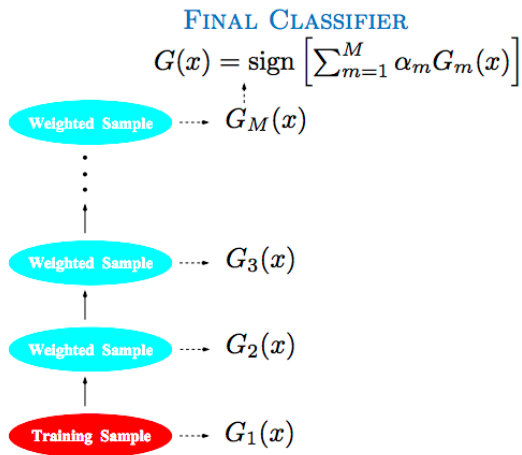 FINAL CLASSIFIER
G(x) = sign [∑_{m=1}^{M} α_m G_m(x)]
Weighted Sample G_M(x)
Weighted Sample G_3(x)
Weighted Sample G_2(x)
Training Sample G_1(x)